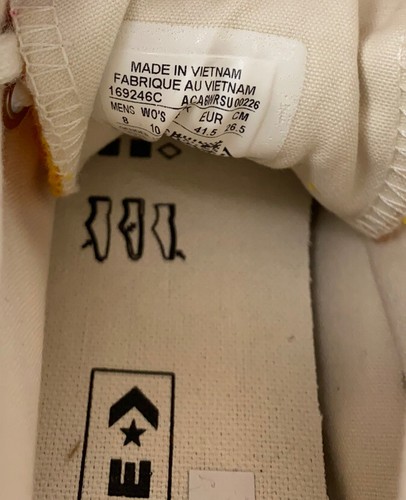 MADE IN VIETNAM
FABRIQUE AU VIETNAM
169246C
MENS WO'S EUR CM
8 10 41.5 26.5
E